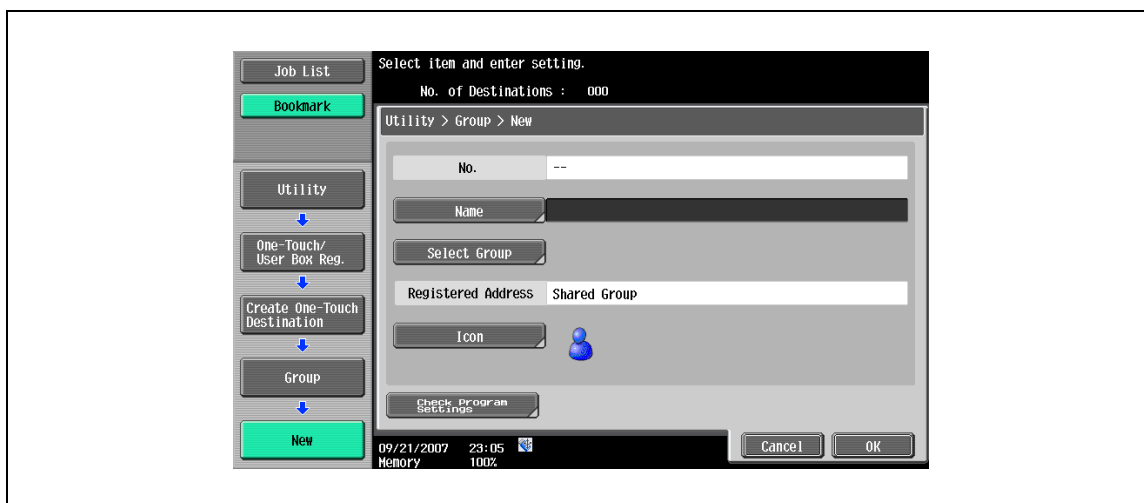 Job List
Bookmark
Utility
One-Touch/
User Box Reg.
Create One-Touch
Destination
Group
New
Select item and enter setting.
No. of Destinations : 000
Utility > Group > New
No. --
Name
Select Group
Registered Address Shared Group
Icon
Check Program
Settings
Cancel OK
09/21/2007 23:05
Memory 100%